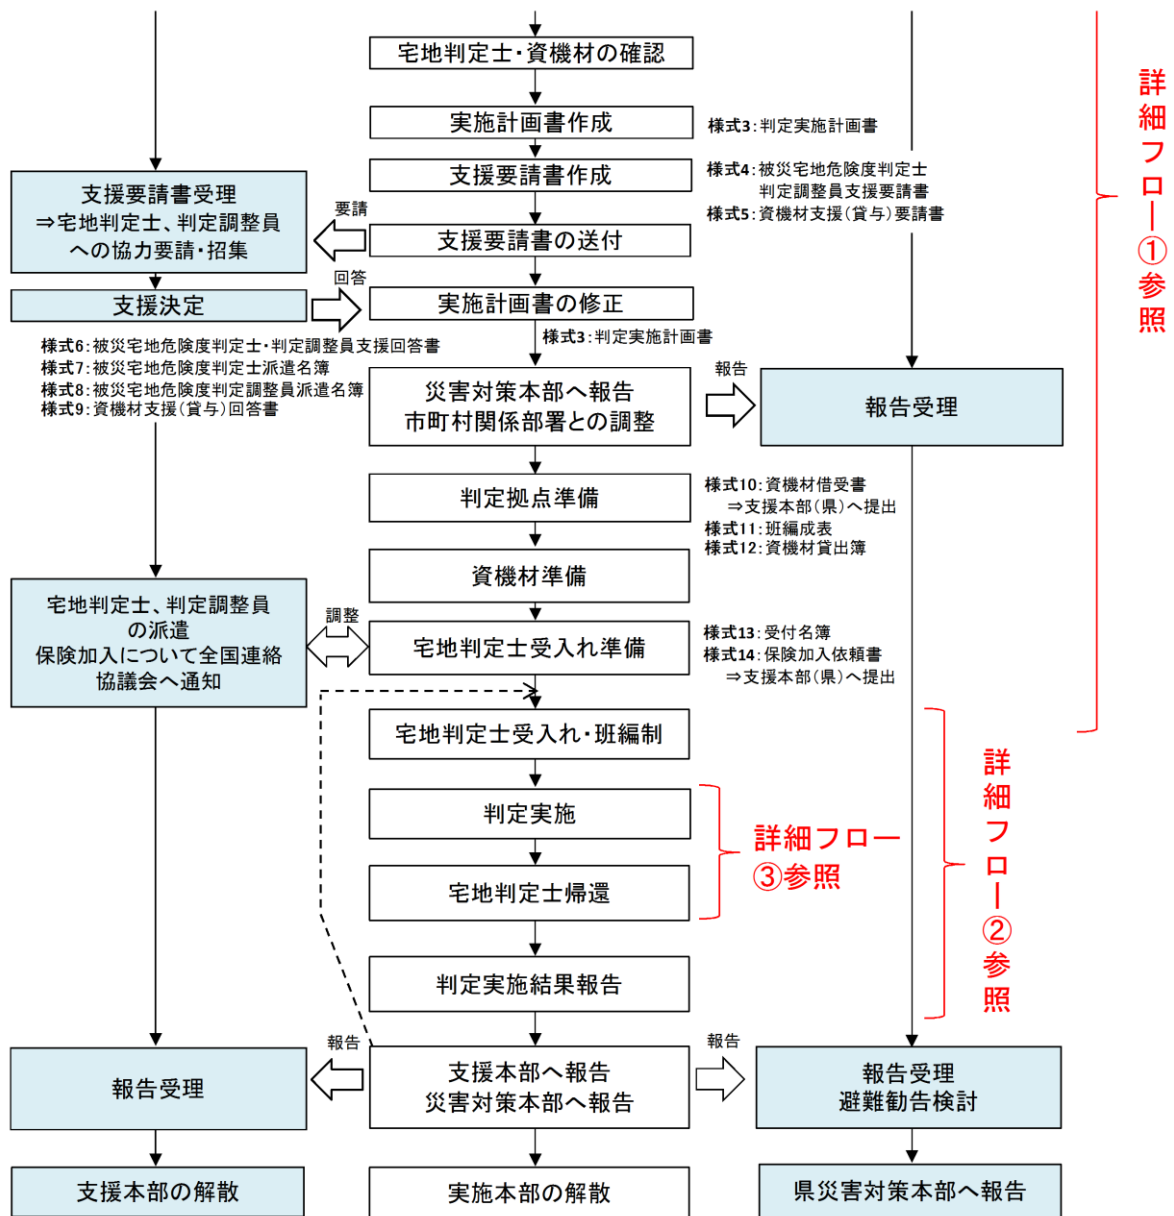 宅地判定士・資機材の確認
実施計画書作成
様式3：判定実施計画書
支援要請書作成
様式4：被災宅地危険度判定士
判定調整員支援要請書
様式5：資機材支援（貸与）要請書
支援要請書受理
⇒宅地判定士、判定調整員
への協力要請・招集
要請
支援要請書の送付
回答
支援決定
実施計画書の修正
様式3：判定実施計画書
様式6：被災宅地危険度判定士・判定調整員支援回答書
様式7：被災宅地危険度判定士派遣名簿
様式8：被災宅地危険度判定調整員派遣名簿
様式9：資機材支援（貸与）回答書
災害対策本部へ報告
市町村関係部署との調整
報告
報告受理
詳細フロー①参照
判定拠点準備
様式10：資機材借受書
⇒支援本部（県）へ提出
様式11：班編成表
様式12：資機材貸出簿
資機材準備
宅地判定士、判定調整員
の派遣
保険加入について全国連絡
協議会へ通知
調整
宅地判定士受入れ準備
様式13：受付名簿
様式14：保険加入依頼書
⇒支援本部（県）へ提出
宅地判定士受入れ・班編制
判定実施
宅地判定士帰還
詳細フロー
③参照
詳細フロー②参照
判定実施結果報告
報告
報告
報告受理
支援本部へ報告
災害対策本部へ報告
報告受理
避難勧告検討
支援本部の解散
実施本部の解散
県災害対策本部へ報告